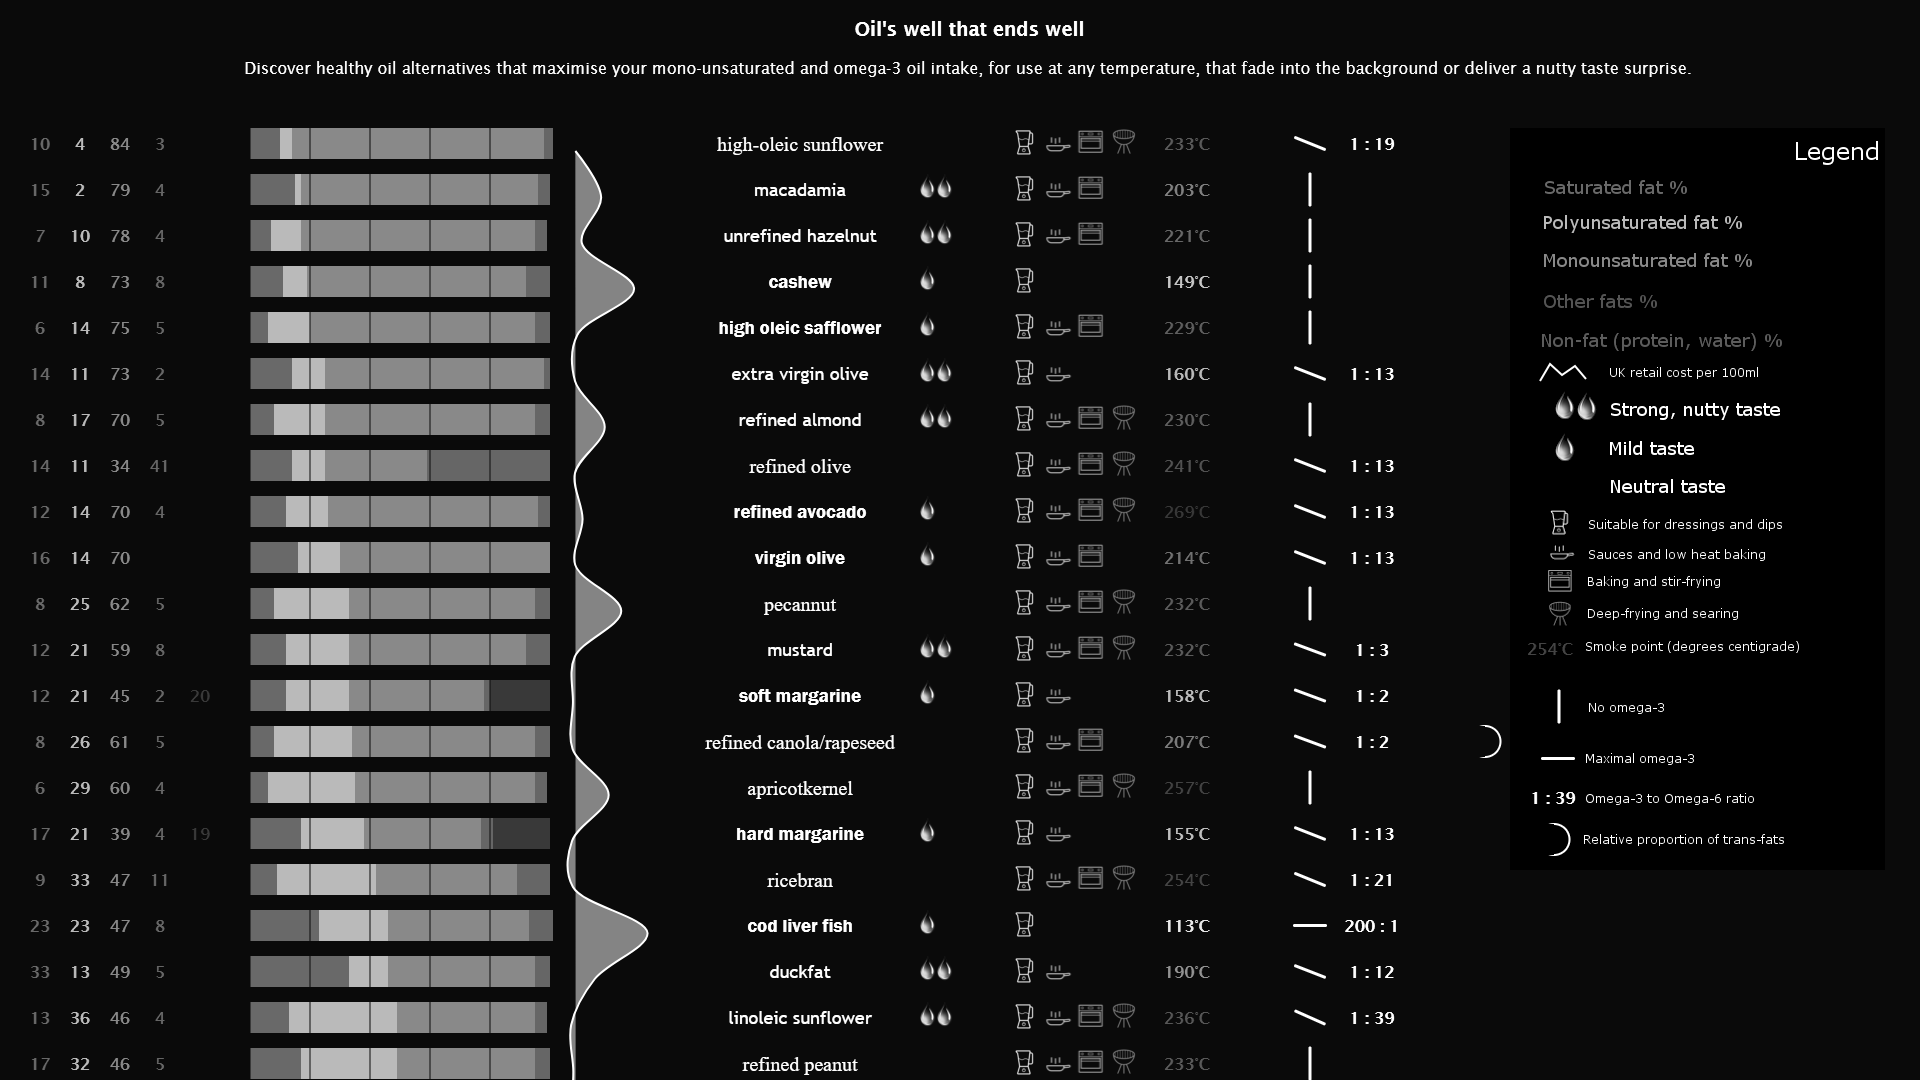 Oil's well that ends well
Discover healthy oil alternatives that maximise your mono-unsaturated and omega-3 oil intake, for use at any temperature, that fade into the background or deliver a nutty taste surprise.
10 4 84 3 high-oleic sunflower 233°C 1 : 19
15 2 79 4 macadamia 203°C
7 10 78 4 unrefined hazelnut 221°C
11 8 73 8 cashew 149°C
6 14 75 5 high oleic safflower 229°C
14 11 73 2 extra virgin olive 160°C 1 : 13
8 17 70 5 refined almond 230°C
14 11 34 41 refined olive 241°C 1 : 13
12 14 70 4 refined avocado 269°C 1 : 13
16 14 70 virgin olive 214°C 1 : 13
8 25 62 5 pecannut 232°C
12 21 59 8 mustard 232°C 1 : 3
12 21 45 2 20 soft margarine 158°C 1 : 2
8 26 61 5 refined canola/rapeseed 207°C 1 : 2
6 29 60 4 apricotkernel 257°C
17 21 39 4 19 hard margarine 155°C 1 : 13
9 33 47 11 ricebran 254°C 1 : 21
23 23 47 8 cod liver fish 113°C 200 : 1
33 13 49 5 duckfat 190°C 1 : 12
13 36 46 4 linoleic sunflower 236°C 1 : 39
17 32 46 5 refined peanut 233°C
Legend
Saturated fat %
Polyunsaturated fat %
Monounsaturated fat %
Other fats %
Non-fat (protein, water) %
UK retail cost per 100ml
Strong, nutty taste
Mild taste
Neutral taste
Suitable for dressings and dips
Sauces and low heat baking
Baking and stir-frying
Deep-frying and searing
254°C Smoke point (degrees centigrade)
No omega-3
Maximal omega-3
1 : 39 Omega-3 to Omega-6 ratio
Relative proportion of trans-fats